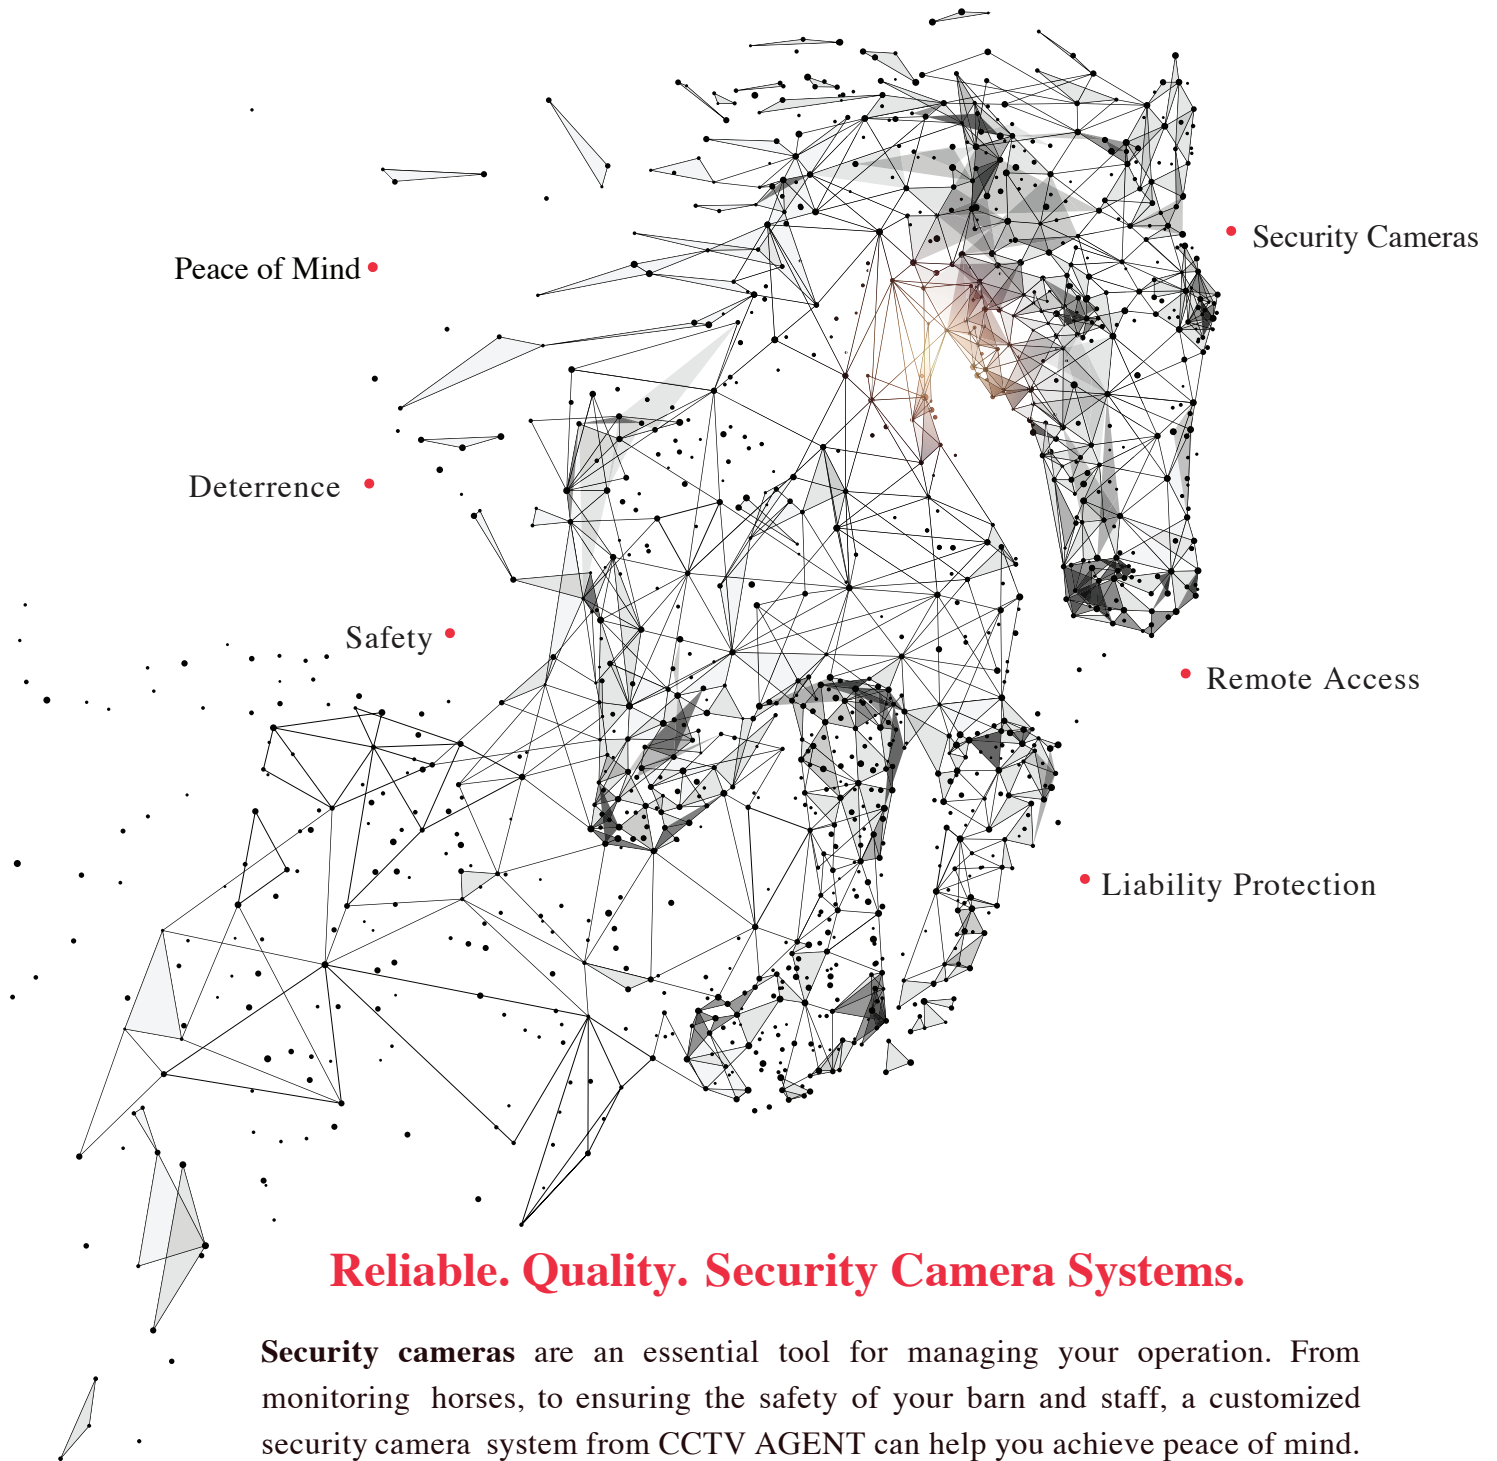 Security Cameras
Peace of Mind
Deterrence
Safety
Remote Access
Liability Protection
Reliable. Quality. Security Camera Systems.
Security cameras are an essential tool for managing your operation. From
monitoring horses, to ensuring the safety of your barn and staff, a customized
security camera system from CCTV AGENT can help you achieve peace of mind.